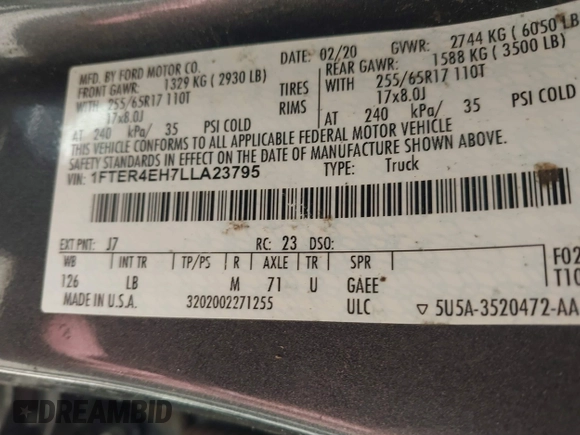 MFD. BY FORD MOTOR CO.
DATE: 02/20 GVWR: 2744 KG ( 6050 LB
FRONT GAWR: 1329 KG ( 2930 LB)
REAR GAWR: 1588 KG ( 3500 LB)
WITH 255/65R17 110T TIRES WITH 255/65R17 110T
17x8.0J RIMS 17x8.0J
AT 240 kPa/ 35 PSI COLD AT 240 kPa/ 35 PSI COLD
THIS VEHICLE CONFORMS TO ALL APPLICABLE FEDERAL MOTOR VEHICLE
SAFETY STANDARDS IN EFFECT ON THE DATE OF MANUFACTURE SHOWN ABOVE.
VIN: 1FTER4EH7LLA23795 TYPE: Truck
EXT PNT: J7 RC: 23 DSO:
WB INT TR TP/PS R AXLE TR SPR
126 LB M 71 U GAEE
F02
T10
MADE IN U.S.A. 3202002271255 ULC ▽ 5U5A-3520472-AA
DREAMBID